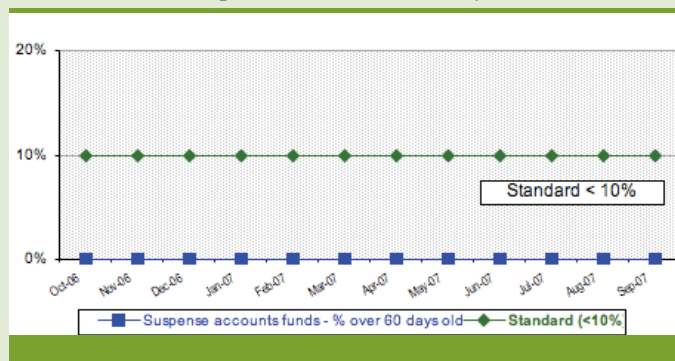 20%
10%
Standard < 10%
0%
Oct-06 Nov-06 Dec-06 Jan-07 Feb-07 Mar-07 Apr-07 May-07 Jun-07 Jul-07 Aug-07 Sep-07
Suspense accounts funds - % over 60 days old Standard (<10%